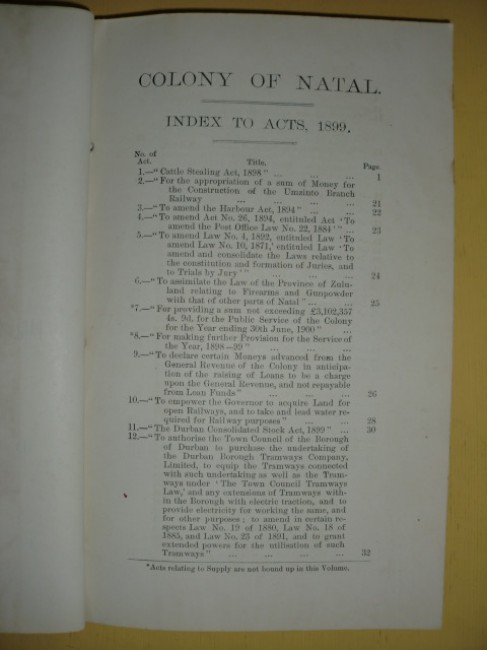 COLONY OF NATAL.
INDEX TO ACTS, 1899.
No. of
Act. Title. Page.
1.—"Cattle Stealing Act, 1898" ... ... ... 1
2.—"For the appropriation of a sum of Money for
the Construction of the Umzinto Branch
Railway ... ... ... ... 21
3.—"To amend the Harbour Act, 1894" ... ... 22
4.—"To amend Act No. 26, 1894, entituled Act 'To
amend the Post Office Law No. 22, 1884'" ... 23
5.—"To amend Law No. 4, 1892, entituled Law 'To
amend Law No. 10, 1871,' entituled Law 'To
amend and consolidate the Laws relative to
the constitution and formation of Juries, and
to Trials by Jury'" ... ... ... ... 24
6.—"To assimilate the Law of the Province of Zulu-
land relating to Firearms and Gunpowder
with that of other parts of Natal" ... ... 25
*7.—"For providing a sum not exceeding £3,102,357
4s. 9d. for the Public Service of the Colony
for the Year ending 30th June, 1900" ...
*8.—"For making further Provision for the Service of
the Year, 1898-99" ... ... ... ...
9.—"To declare certain Moneys advanced from the
General Revenue of the Colony in anticipa-
tion of the raising of Loans to be a charge
upon the General Revenue, and not repayable
from Loan Funds" ... ... ... ... 26
10.—"To empower the Governor to acquire Land for
open Railways, and to take and lead water re-
quired for Railway purposes" ... ... 28
11.—"The Durban Consolidated Stock Act, 1899" ... 30
12.—"To authorise the Town Council of the Borough
of Durban to purchase the undertaking of
the Durban Borough Tramways Company,
Limited, to equip the Tramways connected
with such undertaking as well as the Tram-
ways under 'The Town Council Tramways
Law,' and any extensions of Tramways with-
in the Borough with electric traction, and to
provide electricity for working the same, and
for other purposes; to amend in certain re-
spects Law No. 19 of 1880, Law No. 18 of
1885, and Law No. 23 of 1891, and to grant
extended powers for the utilisation of such
Tramways" ... ... ... ... 32
*Acts relating to Supply are not bound up in this Volume.